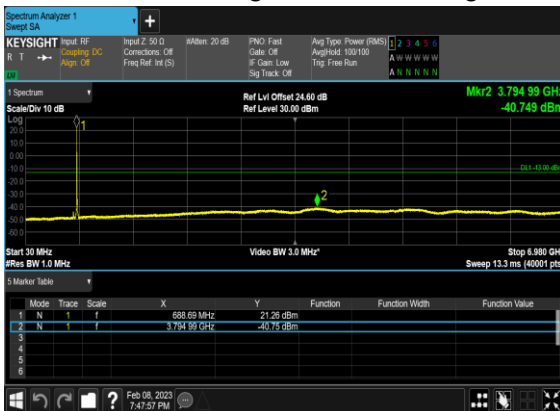 Spectrum Analyzer 1
Swept SA
KEYSIGHT Input: RF Input Z: 50 Ω #Atten: 20 dB PNO: Fast Avg Type: Power (RMS) 1 2 3 4 5 6
R T Coupling: DC Corrections: Off Gate: Off Avg|Hold: 100/100 A W W W W W
Align: Off Freq Ref: Int (S) IF Gain: Low Trig: Free Run
Sig Track: Off A N N N N N
1 Spectrum Ref Lvl Offset 24.60 dB Mkr2 3.794 99 GHz
Scale/Div 10 dB Ref Level 30.00 dBm -40.749 dBm
Log
20.0 1
10.0
0.00
-10.0 DL1 -13.00 dBm
-20.0
-30.0 2
-40.0
-50.0
-60.0
Start 30 MHz Video BW 3.0 MHz* Stop 6.980 GH
#Res BW 1.0 MHz Sweep 13.3 ms (40001 pts
5 Marker Table
Mode Trace Scale X Y Function Function Width Function Value
1 N 1 f 688.69 MHz 21.26 dBm
2 N 1 f 3.794 99 GHz -40.75 dBm
3
4
5
6
? Feb 08, 2023
7:47:57 PM